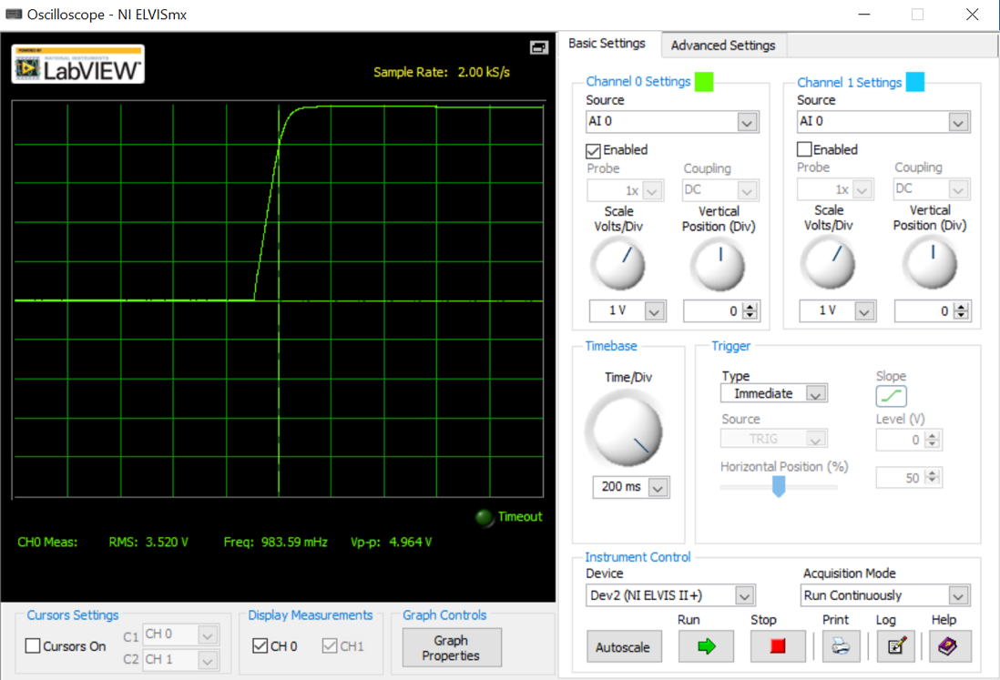 Oscilloscope - NI ELVISmx
POWERED BY
NATIONAL INSTRUMENTS
LabVIEW™
Sample Rate: 2.00 kS/s
CH0 Meas: RMS: 3.520 V Freq: 983.59 mHz Vp-p: 4.964 V
Timeout
Cursors Settings
Cursors On
C1 CH 0
C2 CH 1
Display Measurements
CH 0 CH1
Graph Controls
Graph
Properties
Basic Settings Advanced Settings
Channel 0 Settings
Source
AI 0
Enabled
Probe Coupling
1x DC
Scale
Volts/Div
Vertical
Position (Div)
1 V 0
Channel 1 Settings
Source
AI 0
Enabled
Probe Coupling
1x DC
Scale
Volts/Div
Vertical
Position (Div)
1 V 0
Timebase
Time/Div
200 ms
Trigger
Type
Immediate
Slope
Source
TRIG
Level (V)
0
Horizontal Position (%)
50
Instrument Control
Device
Dev2 (NI ELVIS II+)
Acquisition Mode
Run Continuously
Autoscale
Run Stop Print Log Help